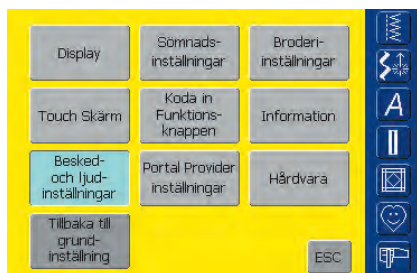 Display
Sömnads-
inställningar
Broderi-
inställningar
Touch Skärm
Koda in
Funktions-
knappen
Information
Besked-
och ljud-
inställningar
Portal Provider
inställningar
Hårdvara
Tillbaka till
grund-
inställning
ESC
A